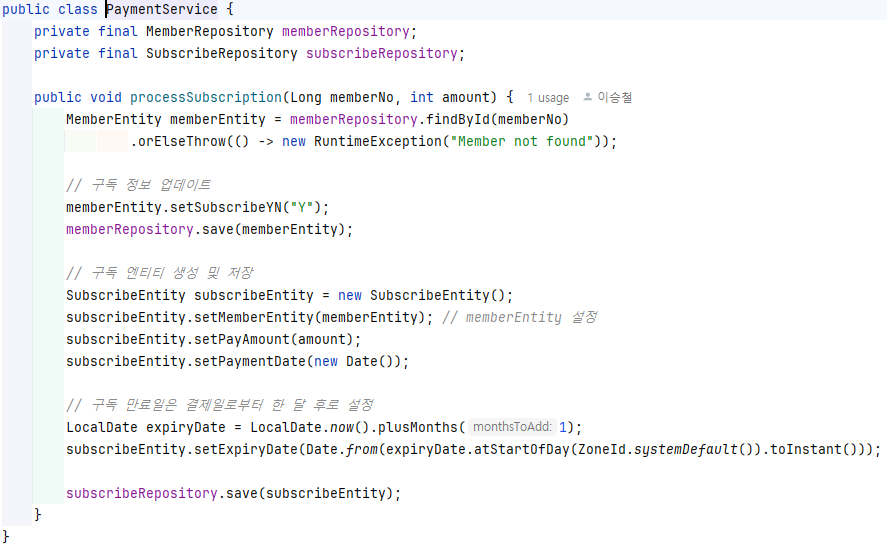 public class PaymentService {
    private final MemberRepository memberRepository;
    private final SubscribeRepository subscribeRepository;
    public void processSubscription(Long memberNo, int amount) { 1 usage 이승철
        MemberEntity memberEntity = memberRepository.findById(memberNo)
                .orElseThrow(() -> new RuntimeException("Member not found"));
        // 구독 정보 업데이트
        memberEntity.setSubscribeYN("Y");
        memberRepository.save(memberEntity);
        // 구독 엔티티 생성 및 저장
        SubscribeEntity subscribeEntity = new SubscribeEntity();
        subscribeEntity.setMemberEntity(memberEntity); // memberEntity 설정
        subscribeEntity.setPayAmount(amount);
        subscribeEntity.setPaymentDate(new Date());
        // 구독 만료일은 결제일로부터 한 달 후로 설정
        LocalDate expiryDate = LocalDate.now().plusMonths( monthsToAdd: 1);
        subscribeEntity.setExpiryDate(Date.from(expiryDate.atStartOfDay(ZoneId.systemDefault()).toInstant()));
        subscribeRepository.save(subscribeEntity);
    }
}